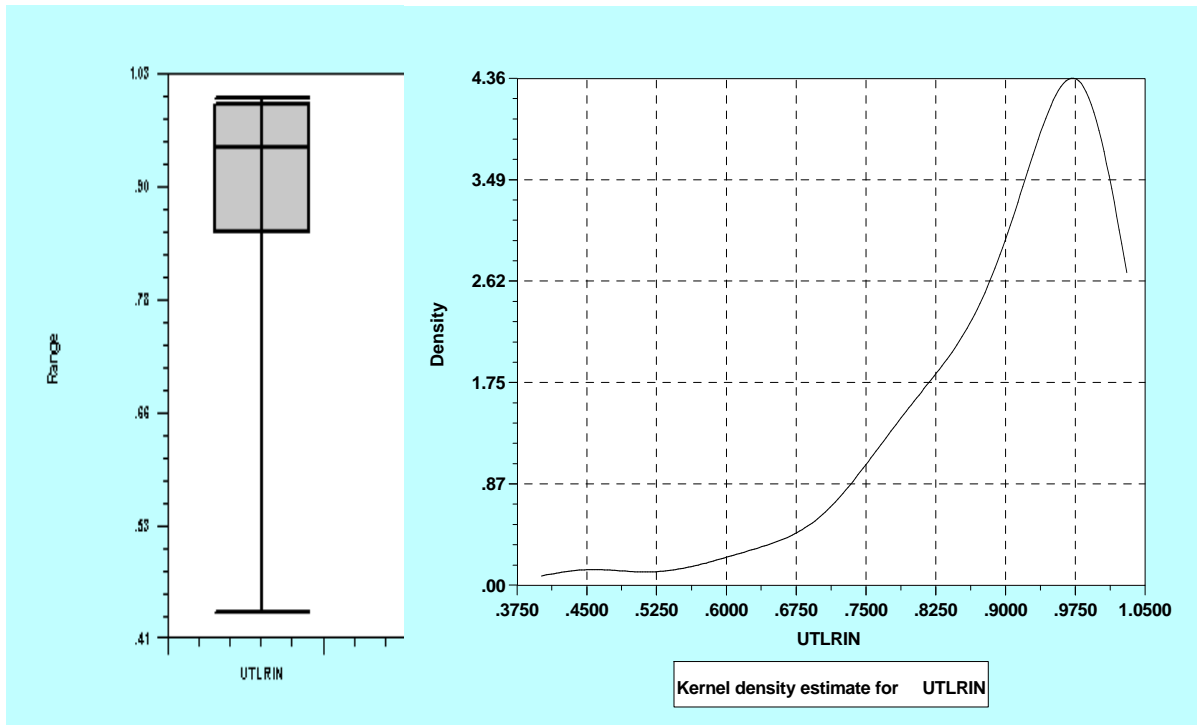 1.03
.90
.78
.66
.53
.41
Range
UTLRIN
4.36
3.49
2.62
1.75
.87
.00
Density
.3750 .4500 .5250 .6000 .6750 .7500 .8250 .9000 .9750 1.0500
UTLRIN
Kernel density estimate for UTLRIN